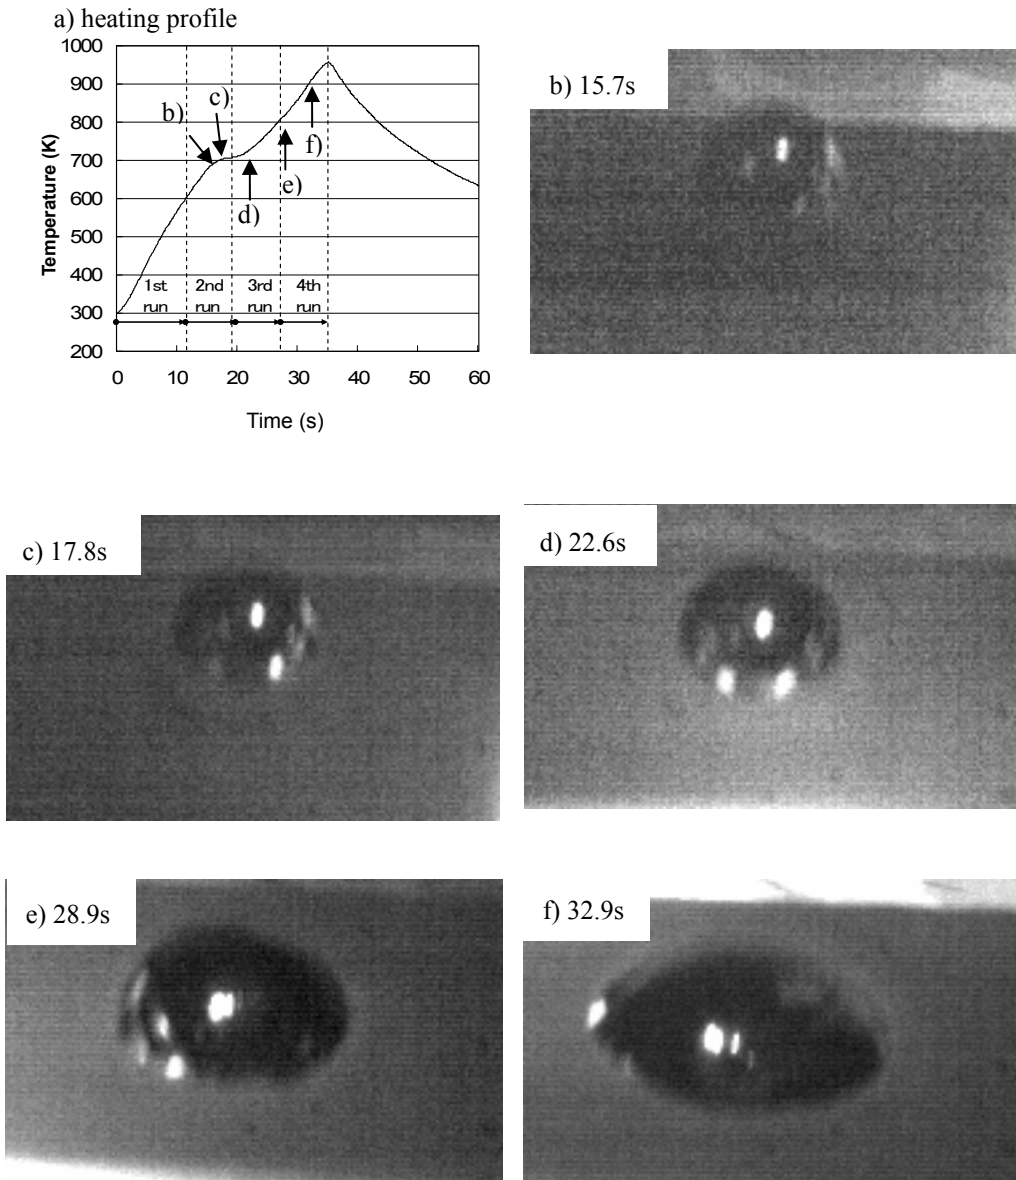 a) heating profile
1000
900
800
700
600
500
400
300
200
Temperature (K)
b)
c)
d)
e)
f)
1st run
2nd run
3rd run
4th run
0 10 20 30 40 50 60
Time (s)
b) 15.7s
c) 17.8s
d) 22.6s
e) 28.9s
f) 32.9s